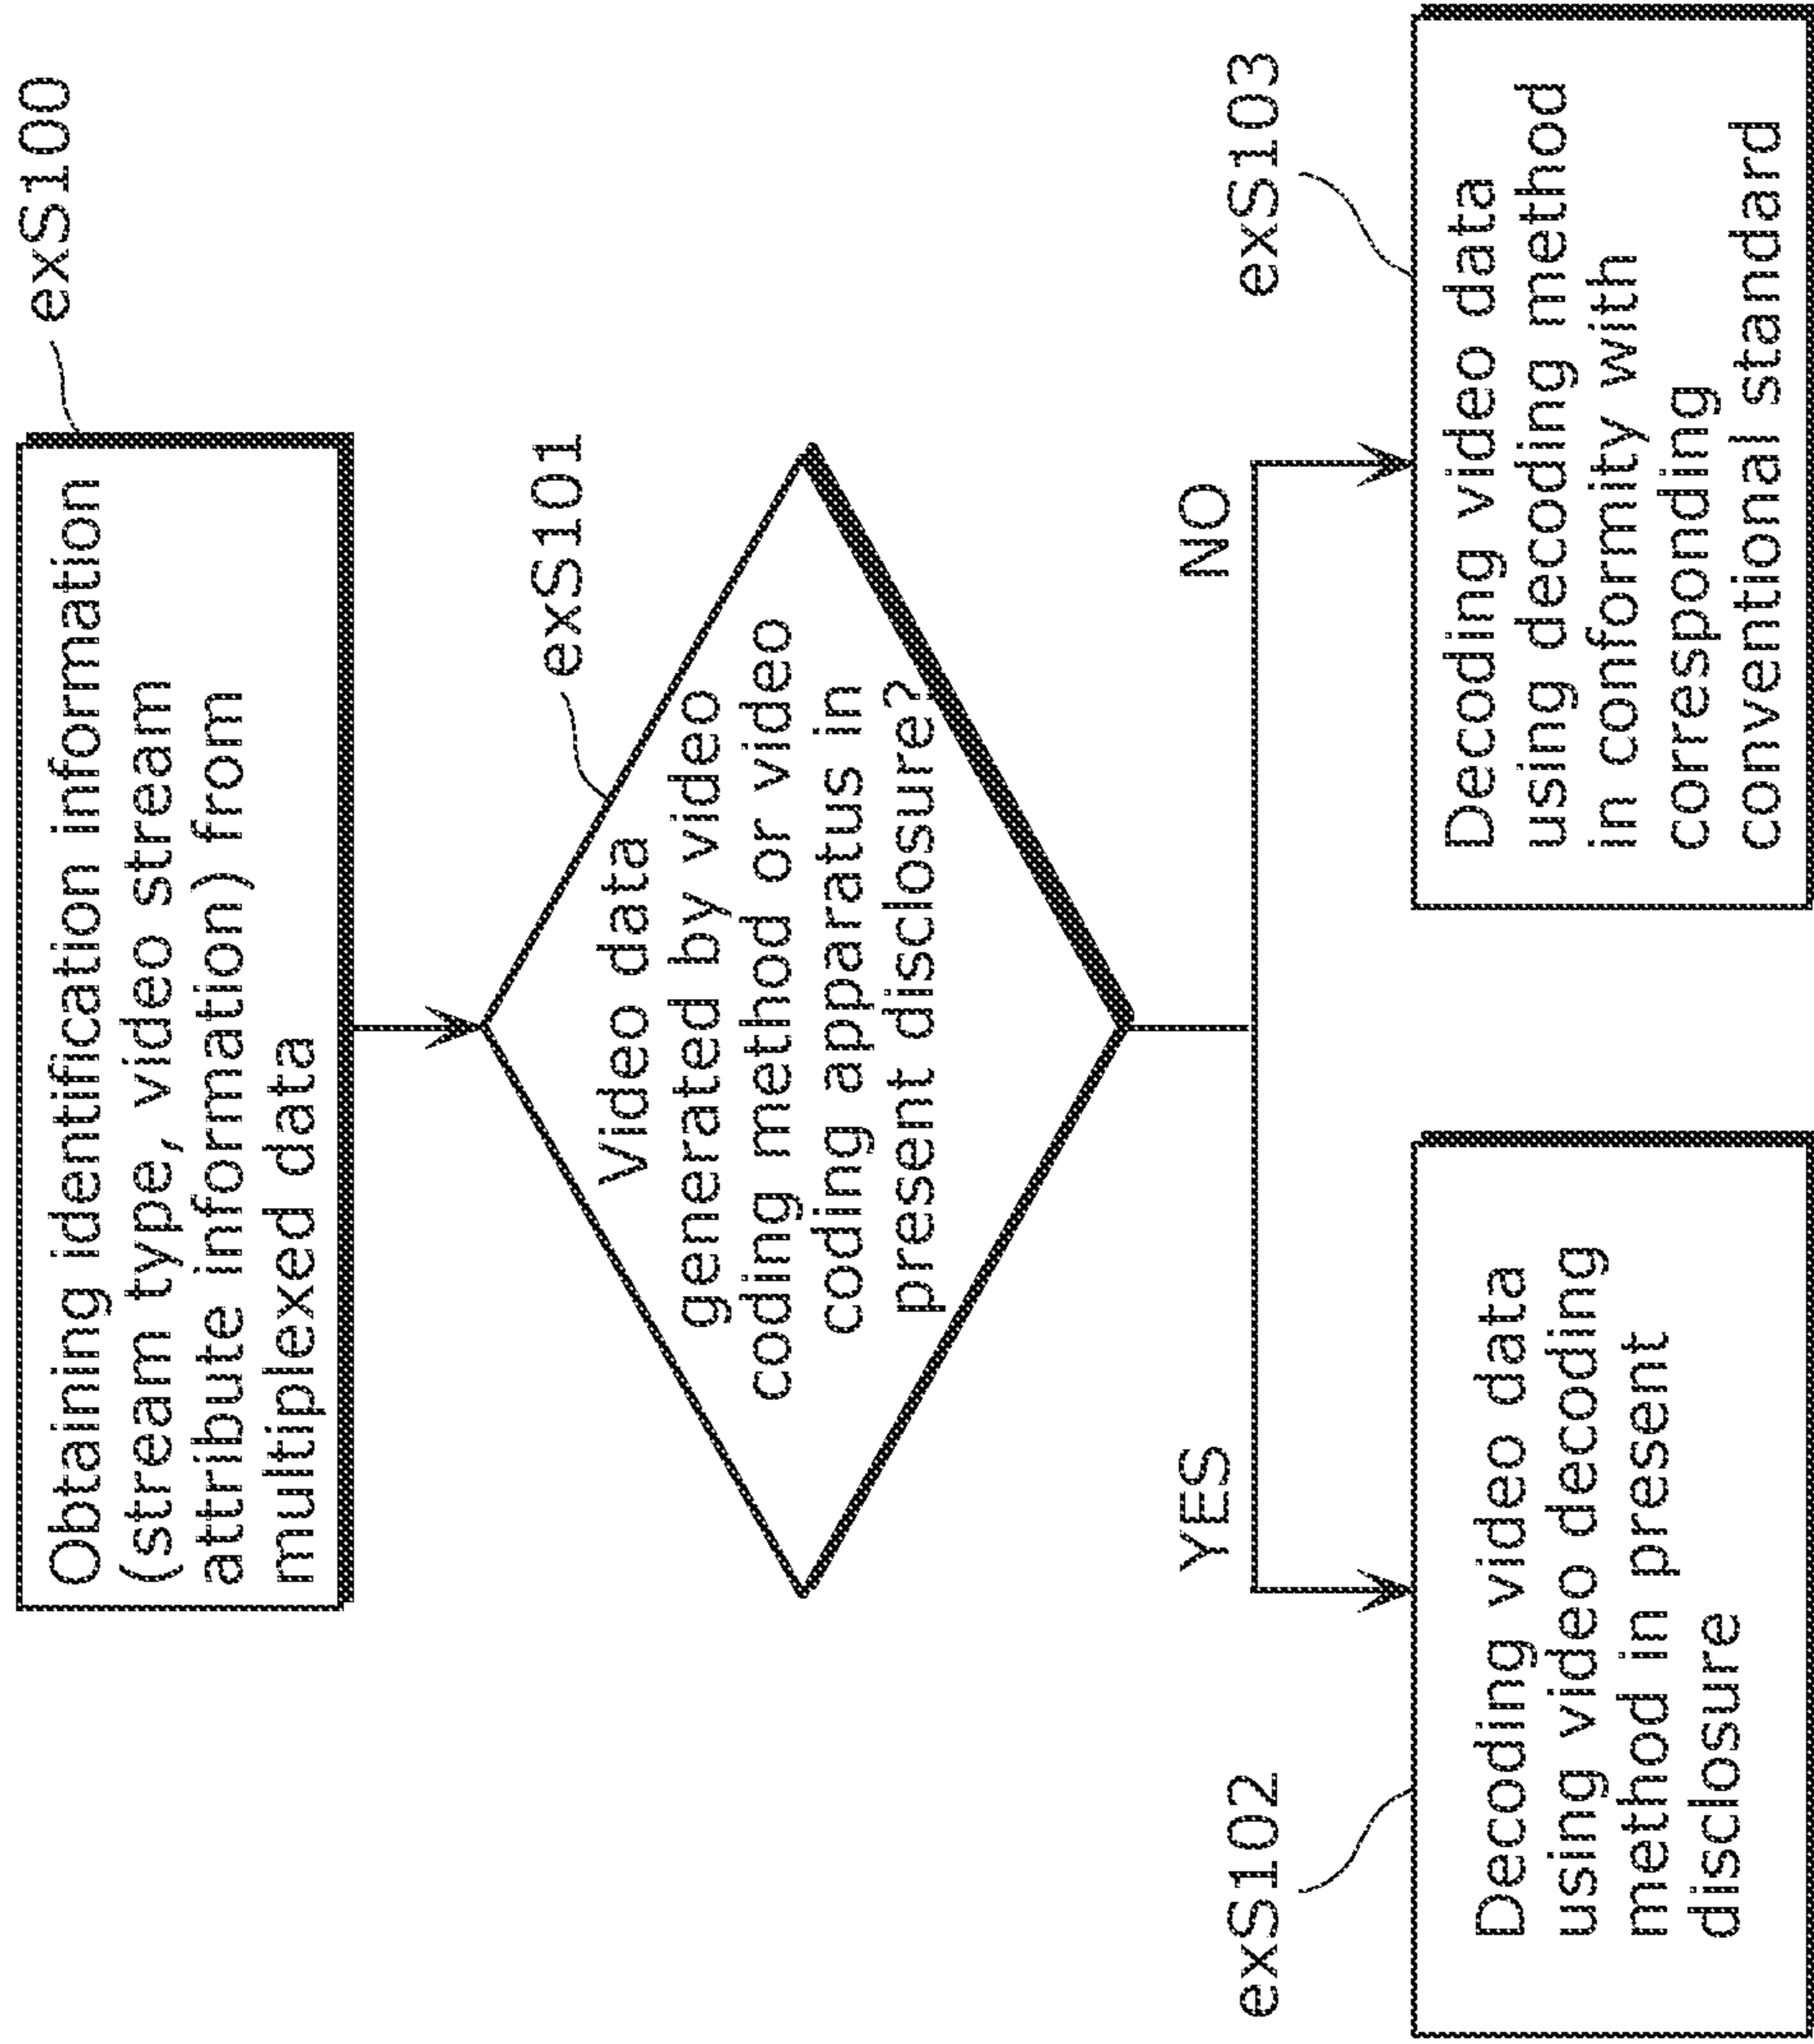 exS100
Obtaining identification information
(stream type, video stream
attribute information) from
multiplexed data
exS101
Video data
generated by video
coding method or video
coding apparatus in
present disclosure?
YES
NO
exS102
Decoding video data
using video decoding
method in present
disclosure
exS103
Decoding video data
using decoding method
in conformity with
corresponding
conventional standard